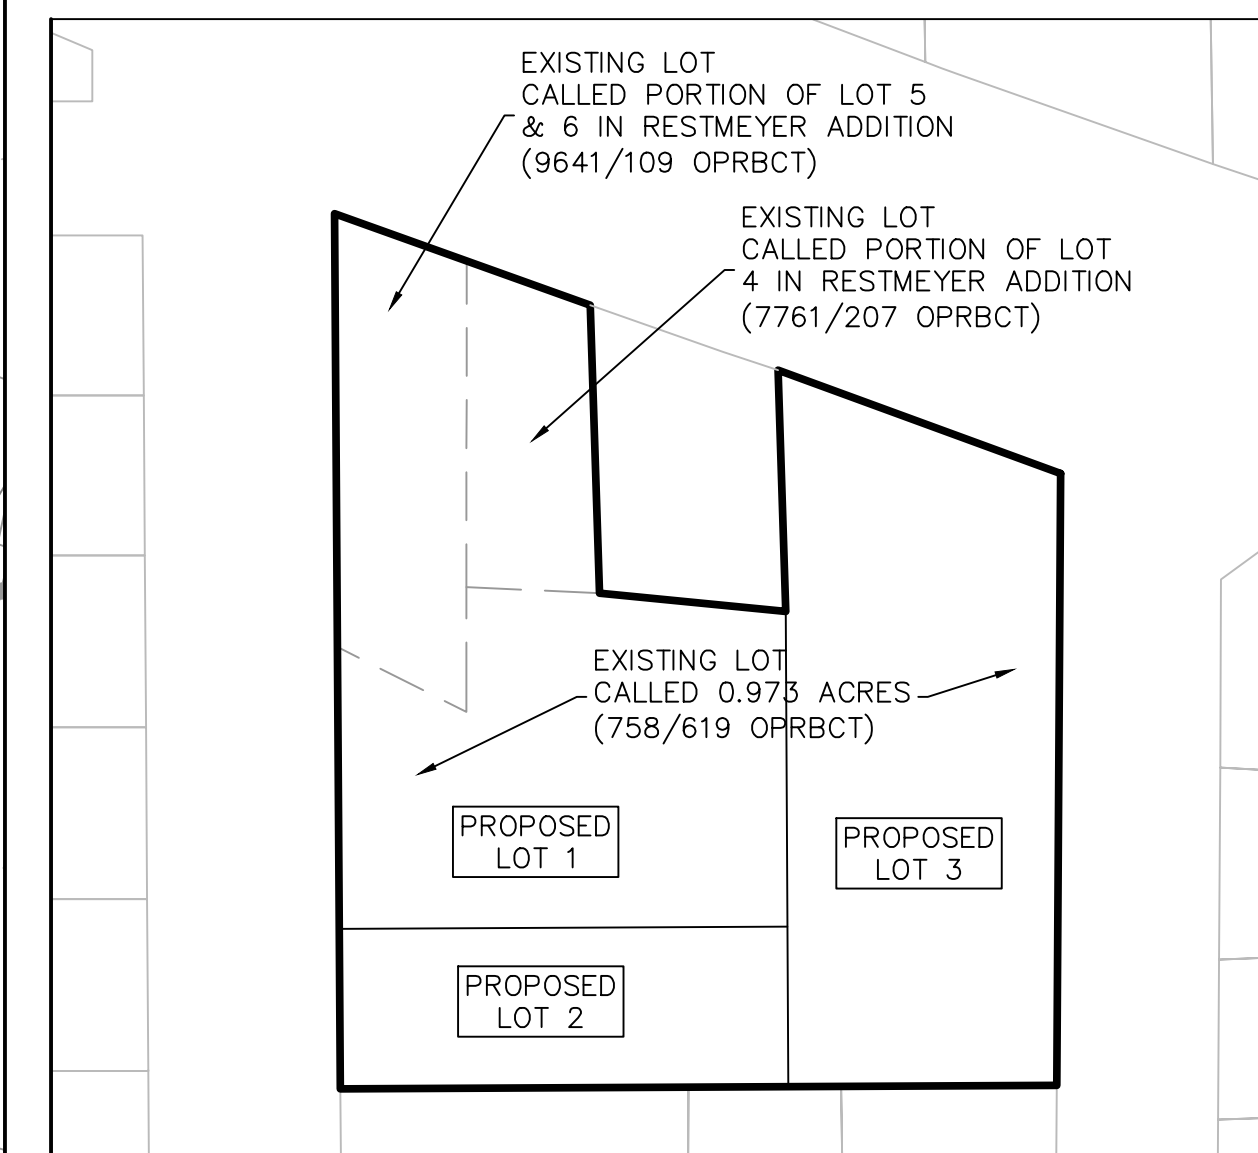 EXISTING LOT
CALLED PORTION OF LOT 5
& 6 IN RESTMEYER ADDITION
(9641/109 OPRBCT)
EXISTING LOT
CALLED PORTION OF LOT
4 IN RESTMEYER ADDITION
(7761/207 OPRBCT)
EXISTING LOT
CALLED 0.973 ACRES
(758/619 OPRBCT)
PROPOSED
LOT 1
PROPOSED
LOT 3
PROPOSED
LOT 2